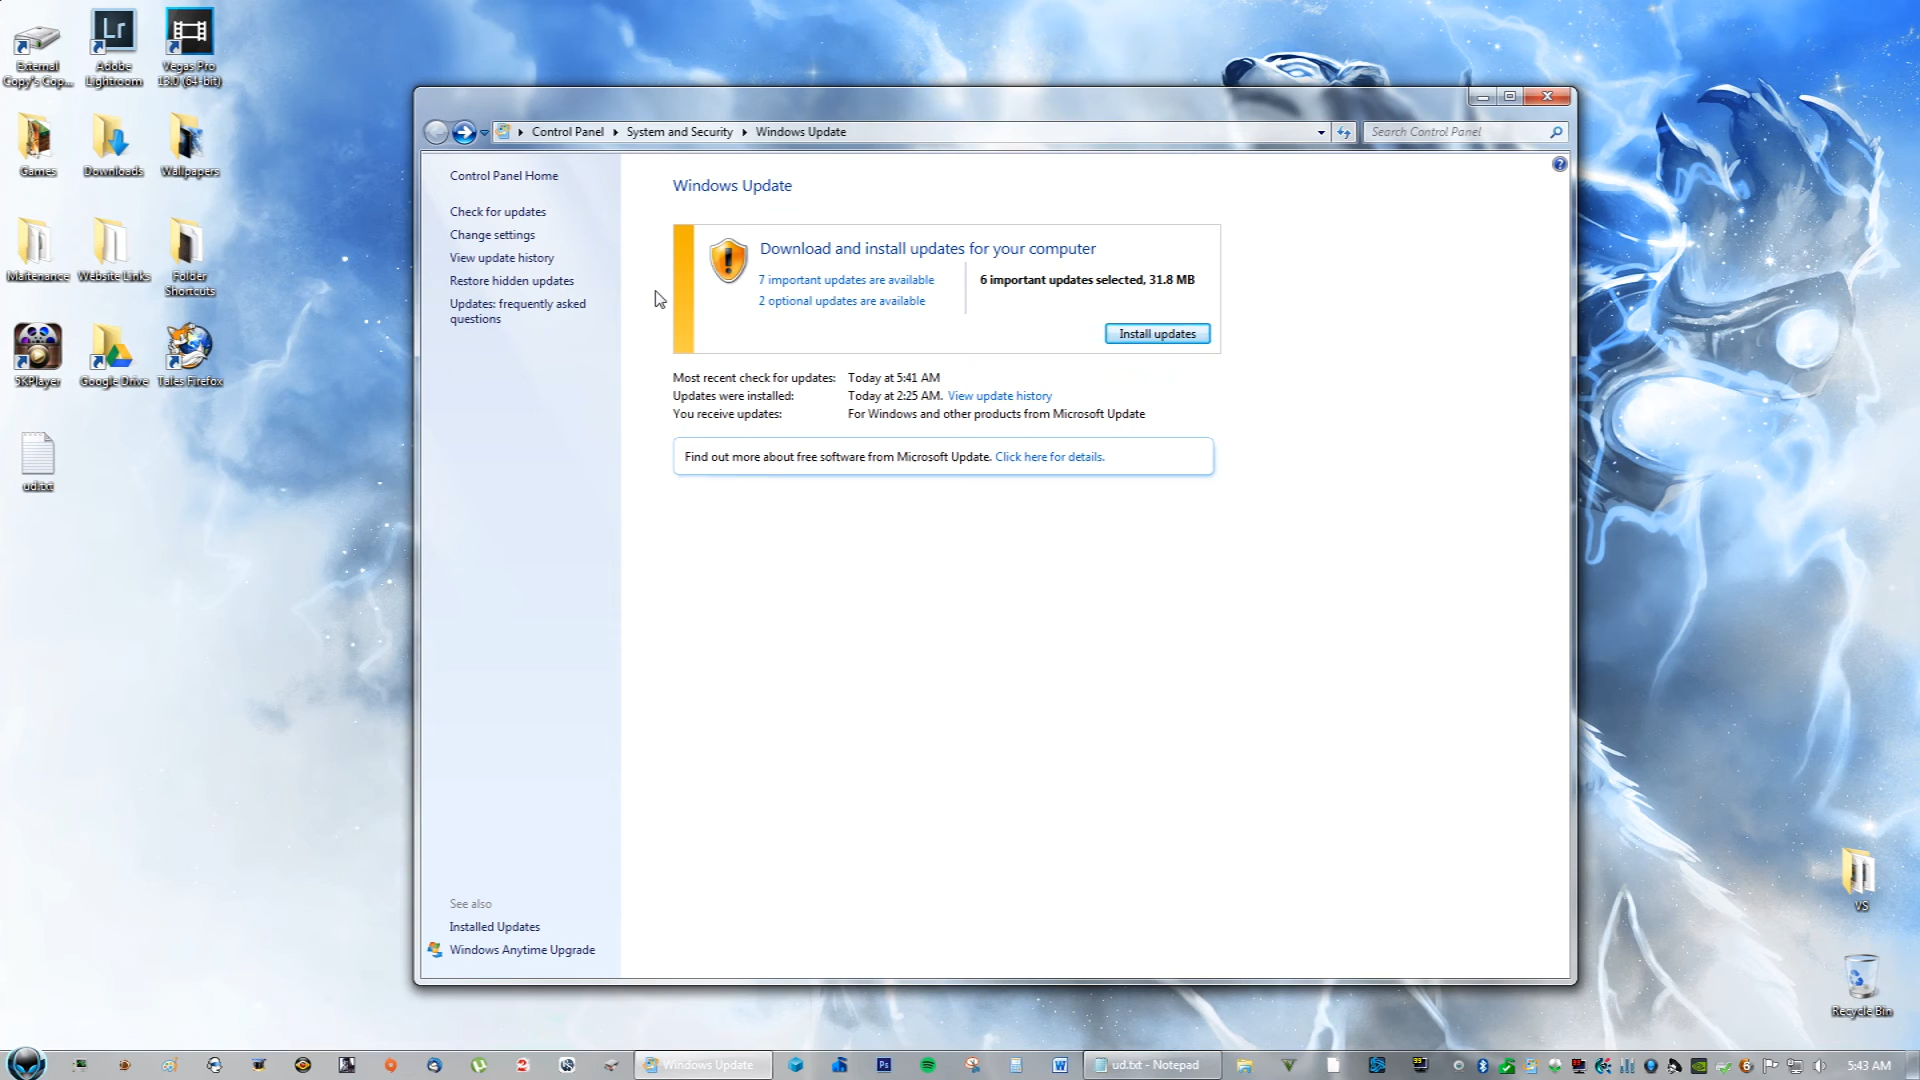 External
Copy's Cop...
Adobe
Lightroom
Vegas Pro
13.0 (64-bit)
Games
Downloads
Wallpapers
Maitenance
Website Links
Folder
Shortcuts
5KPlayer
Google Drive
Tales Firefox
ud.txt
Control Panel
System and Security
Windows Update
Search Control Panel
Control Panel Home
Check for updates
Change settings
View update history
Restore hidden updates
Updates: frequently asked
questions
See also
Installed Updates
Windows Anytime Upgrade
Windows Update
Download and install updates for your computer
7 important updates are available
2 optional updates are available
6 important updates selected, 31.8 MB
Install updates
Most recent check for updates: Today at 5:41 AM
Updates were installed: Today at 2:25 AM. View update history
You receive updates: For Windows and other products from Microsoft Update
Find out more about free software from Microsoft Update. Click here for details.
VS
Recycle Bin
Windows Update
ud.txt - Notepad
5:43 AM